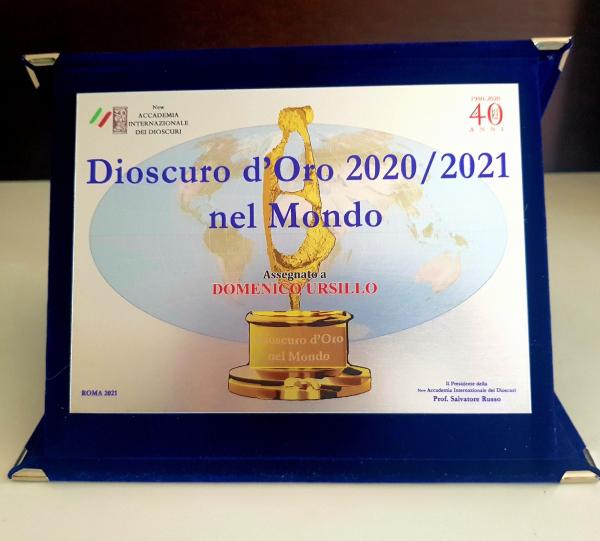 New
ACCADEMIA
INTERNAZIONALE
DEI DIOSCURI
1980-2020
40
ANNI
Dioscuro d'Oro 2020/2021
nel Mondo
Assegnato a
DOMENICO URSILLO
Dioscuro d'Oro
nel Mondo
ROMA 2021
Il Presidente della
New Accademia Internazionale dei Dioscuri
Prof. Salvatore Russo